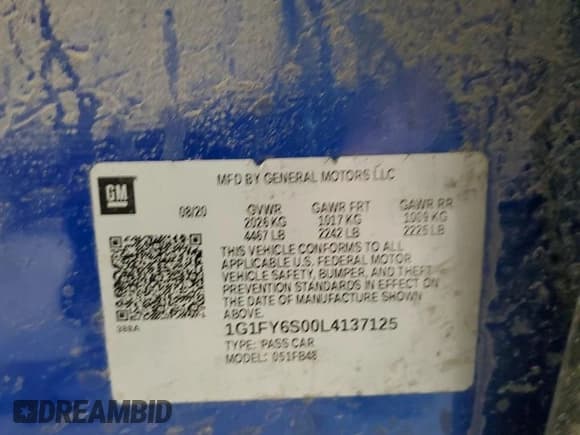 MFD BY GENERAL MOTORS LLC
GM
08/20 GVWR GAWR FRT GAWR RR
2026 KG 1017 KG 1009 KG
4467 LB 2242 LB 2225 LB
THIS VEHICLE CONFORMS TO ALL
APPLICABLE U.S. FEDERAL MOTOR
VEHICLE SAFETY, BUMPER, AND THEFT
PREVENTION STANDARDS IN EFFECT ON THE
DATE OF MANUFACTURE SHOWN
ABOVE.
388A
1G1FY6S00L4137125
TYPE: PASS CAR
MODEL: 051FB48
DREAMBID